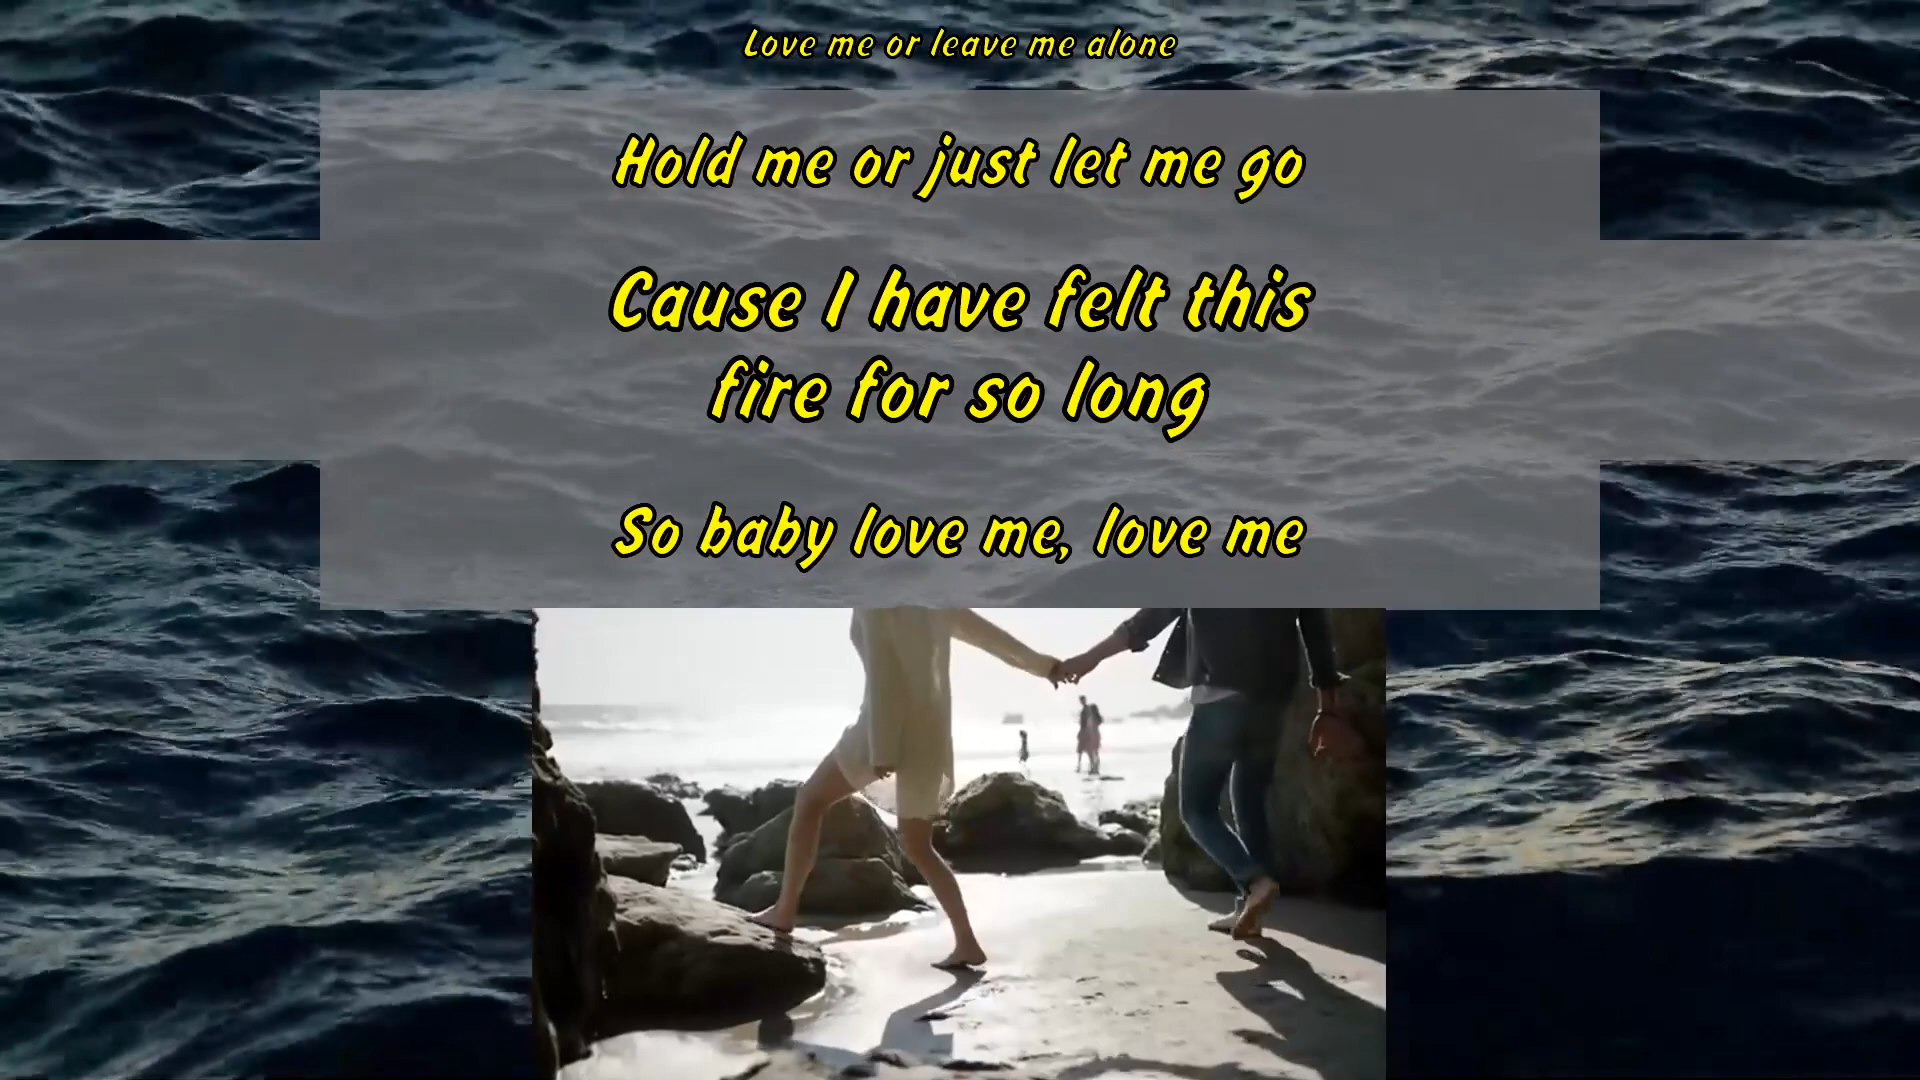 Love me or leave me alone
Hold me or just let me go
Cause I have felt this
fire for so long
So baby love me, love me